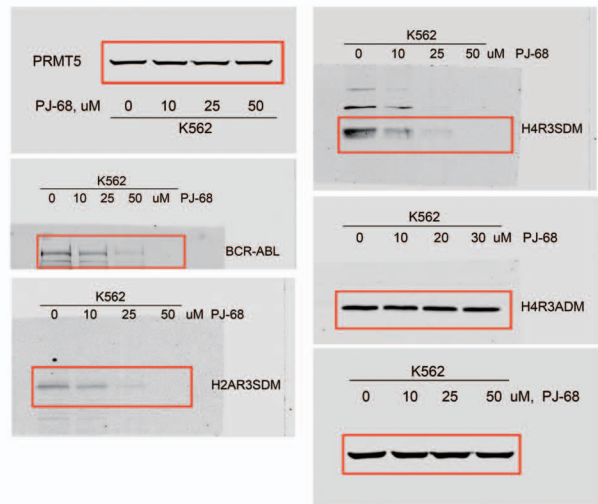 PRMT5
PJ-68, uM 0 10 25 50
K562
K562
0 10 25 50 uM PJ-68
BCR-ABL
K562
0 10 25 50 uM PJ-68
H2AR3SDM
K562
0 10 25 50 uM PJ-68
H4R3SDM
K562
0 10 20 30 uM PJ-68
H4R3ADM
K562
0 10 25 50 uM, PJ-68